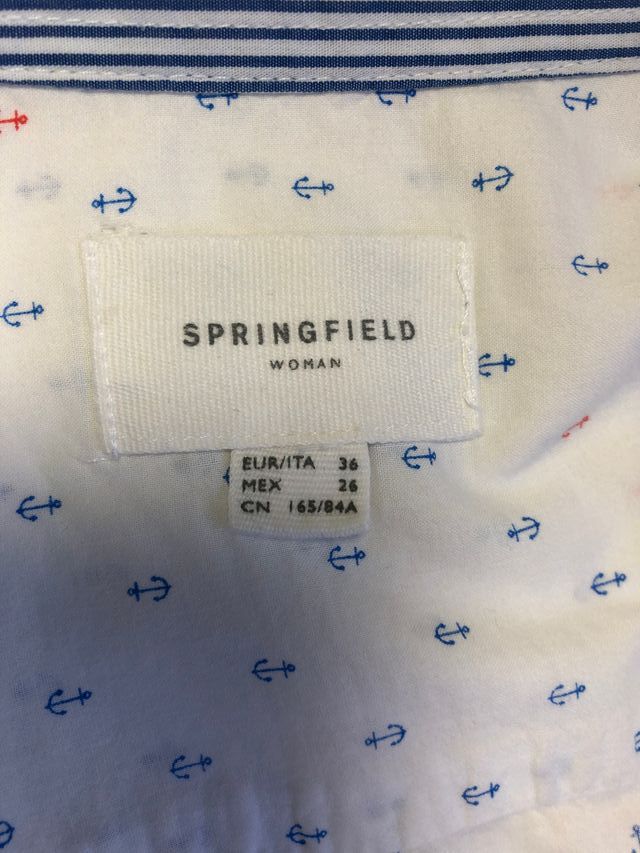 SPRINGFIELD
WOMAN
EUR/ITA 36
MEX 26
CN 165/84A